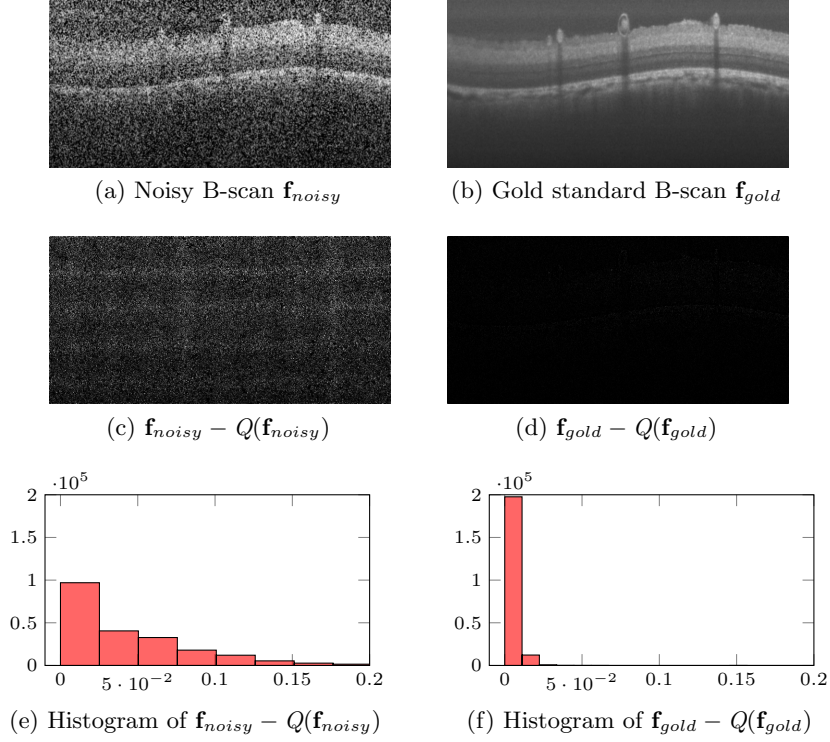 (a) Noisy B-scan f_noisy
(b) Gold standard B-scan f_gold
(c) f_noisy − Q(f_noisy)
(d) f_gold − Q(f_gold)
·10^5
2
1.5
1
0.5
0
0
5 · 10^−2
0.1
0.15
0.2
(e) Histogram of f_noisy − Q(f_noisy)
·10^5
2
1.5
1
0.5
0
0
5 · 10^−2
0.1
0.15
0.2
(f) Histogram of f_gold − Q(f_gold)